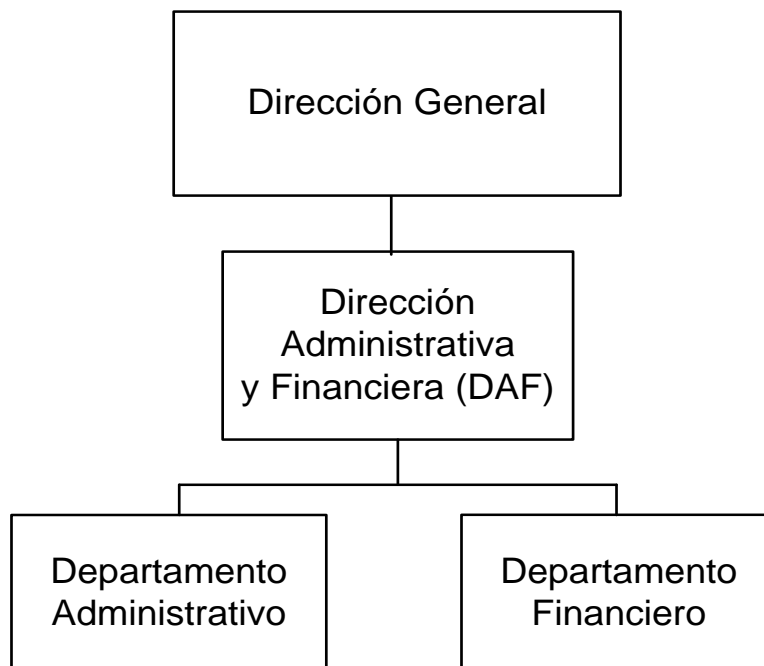 Dirección General
Dirección
Administrativa
y Financiera (DAF)
Departamento
Administrativo
Departamento
Financiero